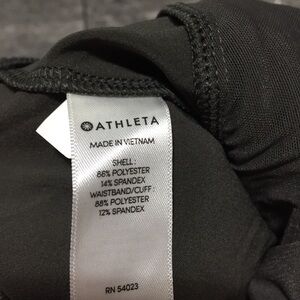 ATHLETA
MADE IN VIETNAM
SHELL:
86% POLYESTER
14% SPANDEX
WAISTBAND/CUFF:
88% POLYESTER
12% SPANDEX
RN 54023